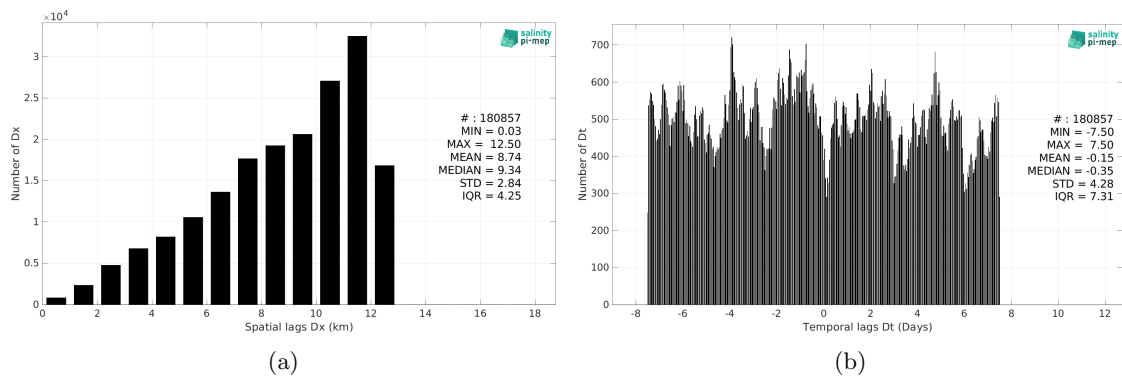 ×10⁴
3
2.5
2
1.5
1
0.5
0
0 2 4 6 8 10 12 14 16 18
Number of Dx
Spatial lags Dx (km)
salinity
pi-mep
# : 180857
MIN = 0.03
MAX = 12.50
MEAN = 8.74
MEDIAN = 9.34
STD = 2.84
IQR = 4.25
(a)
700
600
500
400
300
200
100
0
-8 -6 -4 -2 0 2 4 6 8 10 12
Number of Dt
Temporal lags Dt (Days)
salinity
pi-mep
# : 180857
MIN = -7.50
MAX = 7.50
MEAN = -0.15
MEDIAN = -0.35
STD = 4.28
IQR = 7.31
(b)